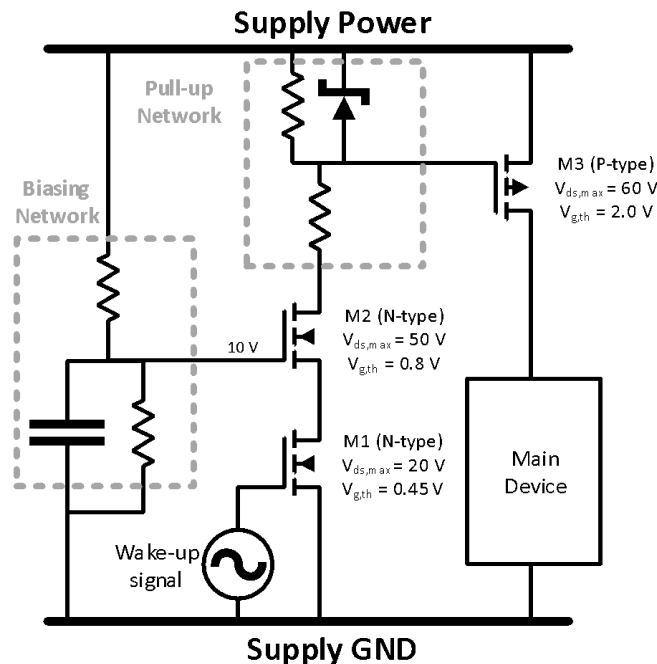 Supply Power
Pull-up
Network
M3 (P-type)
Vds,max = 60 V
Vg,th = 2.0 V
Biasing
Network
M2 (N-type)
Vds,max = 50 V
Vg,th = 0.8 V
10 V
M1 (N-type)
Vds,max = 20 V
Vg,th = 0.45 V
Main
Device
Wake-up
signal
Supply GND